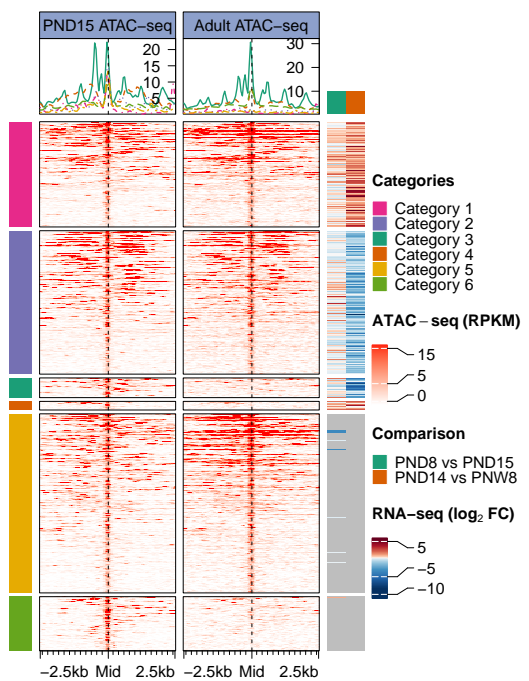 PND15 ATAC−seq
Adult ATAC−seq
20
15
10
5
30
20
10
Categories
Category 1
Category 2
Category 3
Category 4
Category 5
Category 6
ATAC − seq (RPKM)
15
5
0
Comparison
PND8 vs PND15
PND14 vs PNW8
RNA−seq (log₂ FC)
5
−5
−10
−2.5kb Mid 2.5kb
−2.5kb Mid 2.5kb